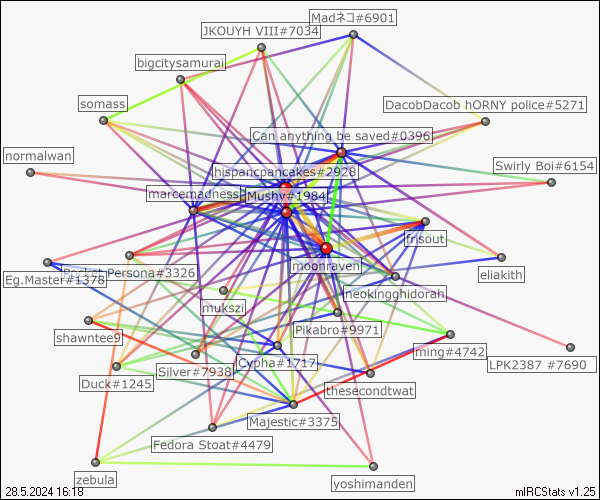 Madネコ#6901
JKOUYH VIII#7034
bigcitysamurai
somass
DacobDacob hORNY police#5271
Can anything be saved#0396
normalwan
hispancpancakes#2928
Swirly Boi#6154
marcemadness
Mushy#1984
frisout
moonraven
Eg.Master#1378
Pocket Persona#3326
eliakith
neokingghidorah
mukszi
Pikabro#9971
shawntee9
ming#4742
Cypha#1717
LPK2387 #7690
Silver#7938
Duck#1245
thesecondtwat
Majestic#3375
Fedora Stoat#4479
zebula
yoshimanden
28.5.2024 16:18
mIRCStats v1.25